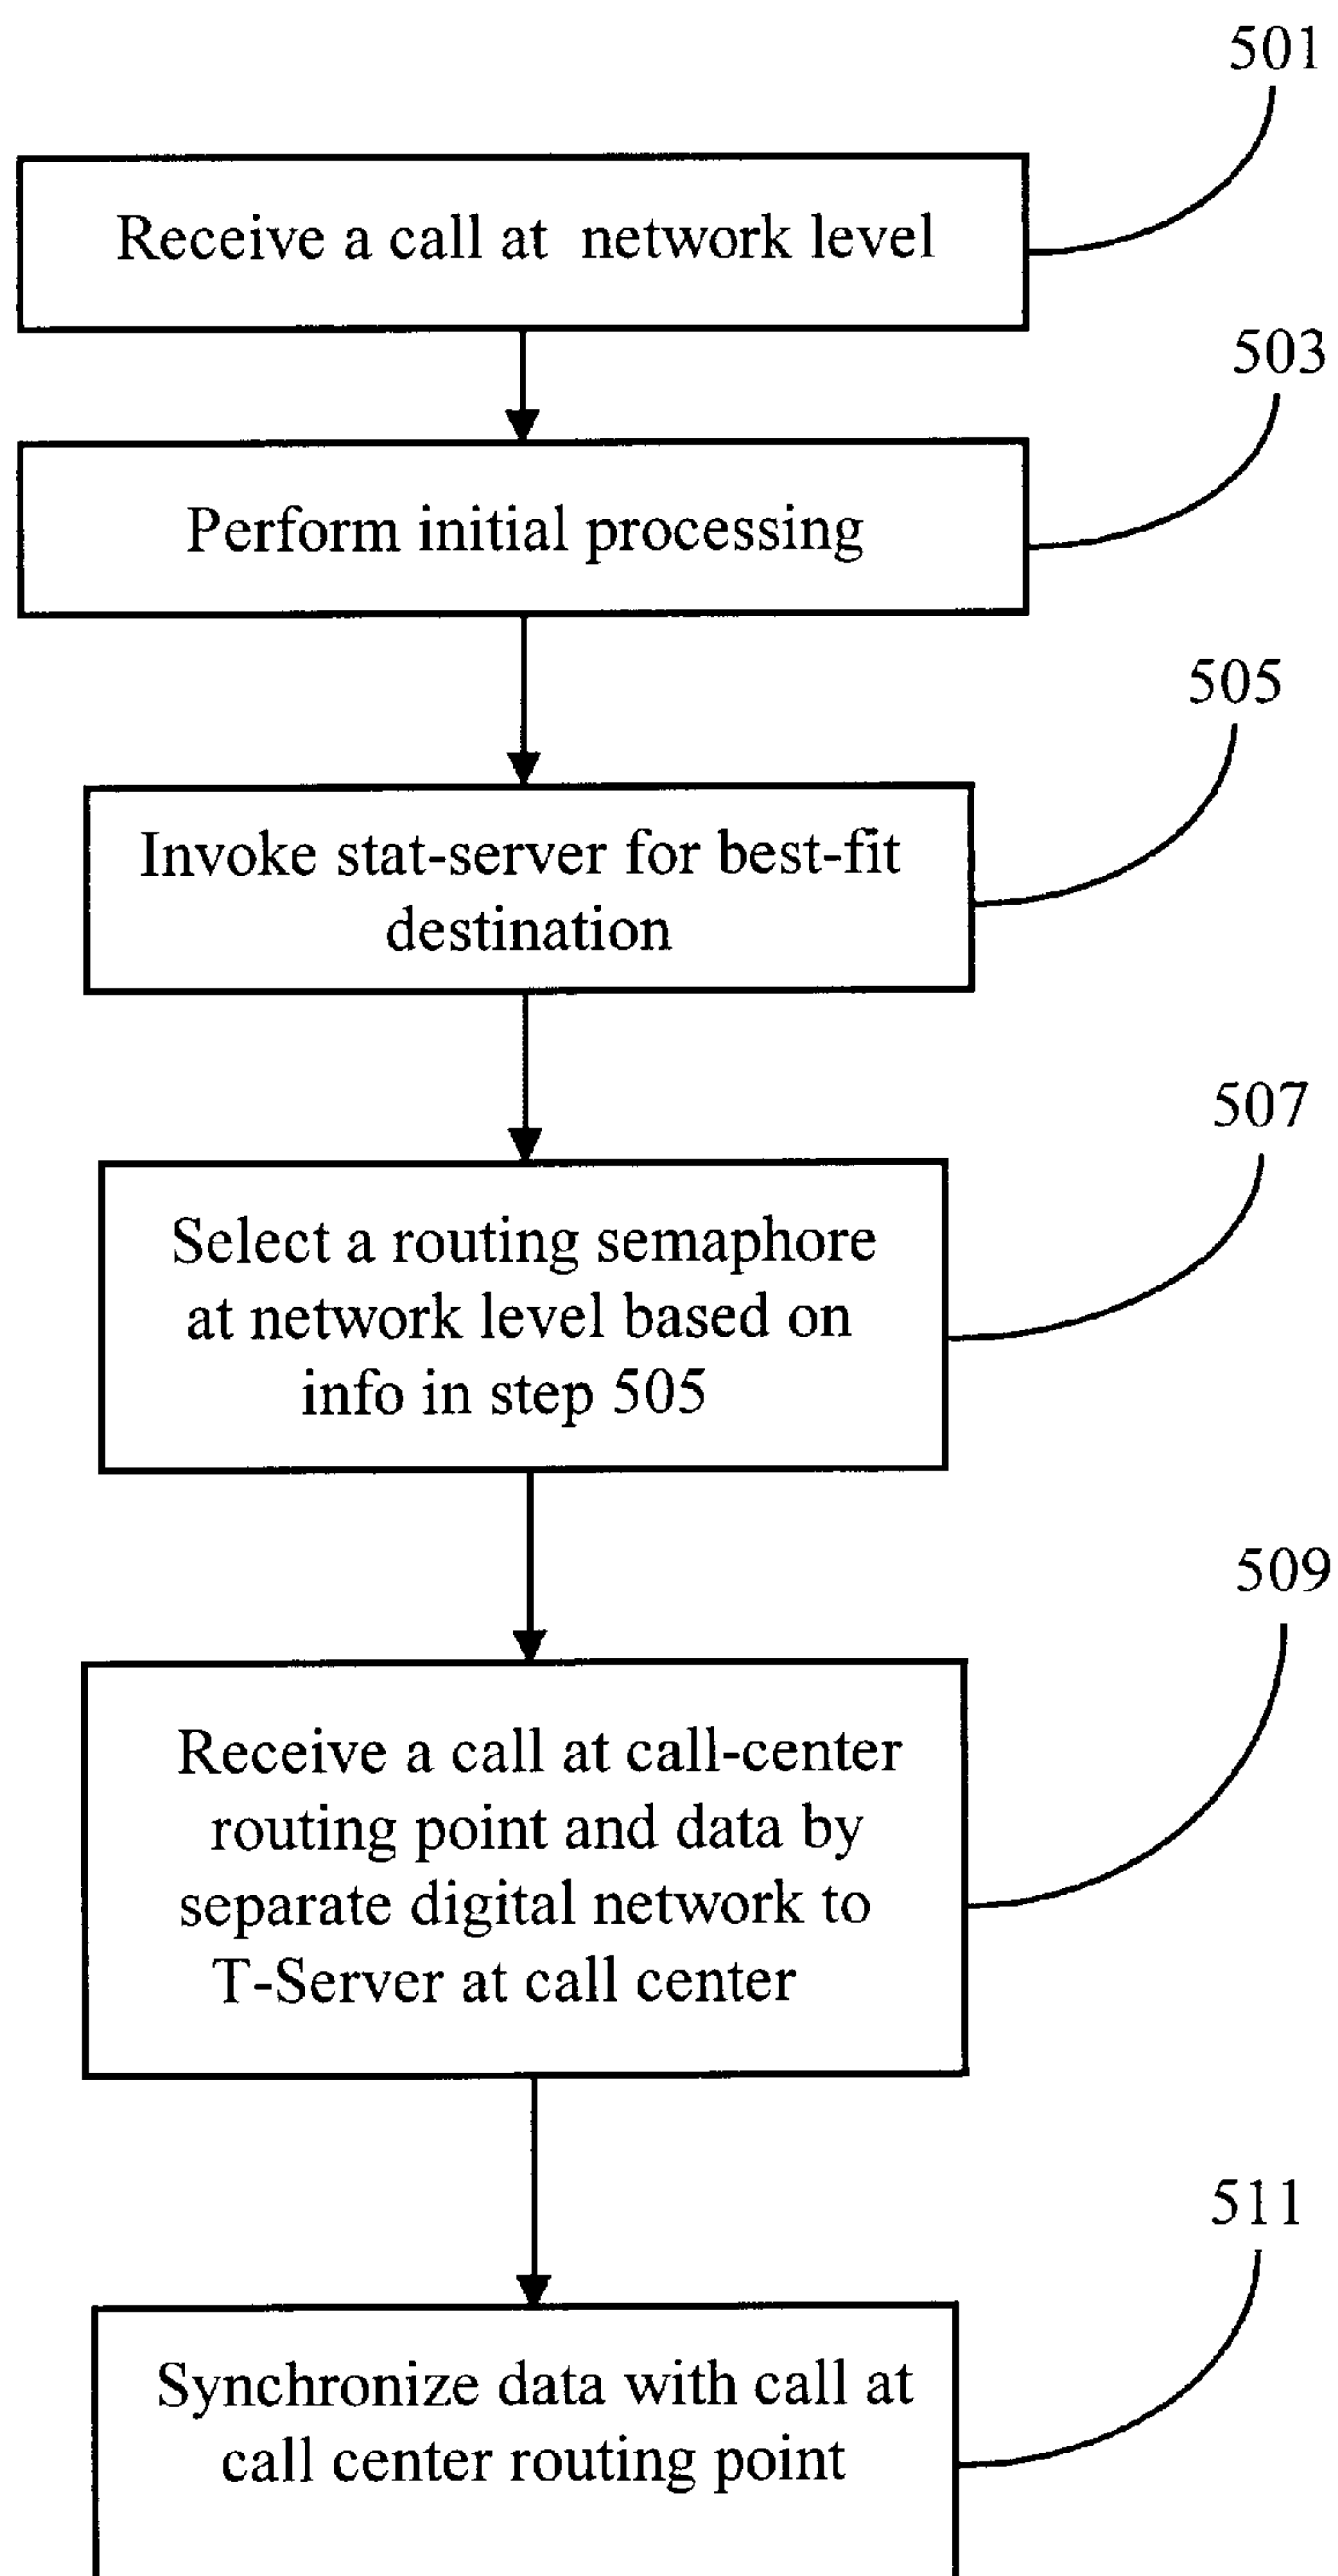 501
Receive a call at network level
503
Perform initial processing
505
Invoke stat-server for best-fit
destination
507
Select a routing semaphore
at network level based on
info in step 505
509
Receive a call at call-center
routing point and data by
separate digital network to
T-Server at call center
511
Synchronize data with call at
call center routing point